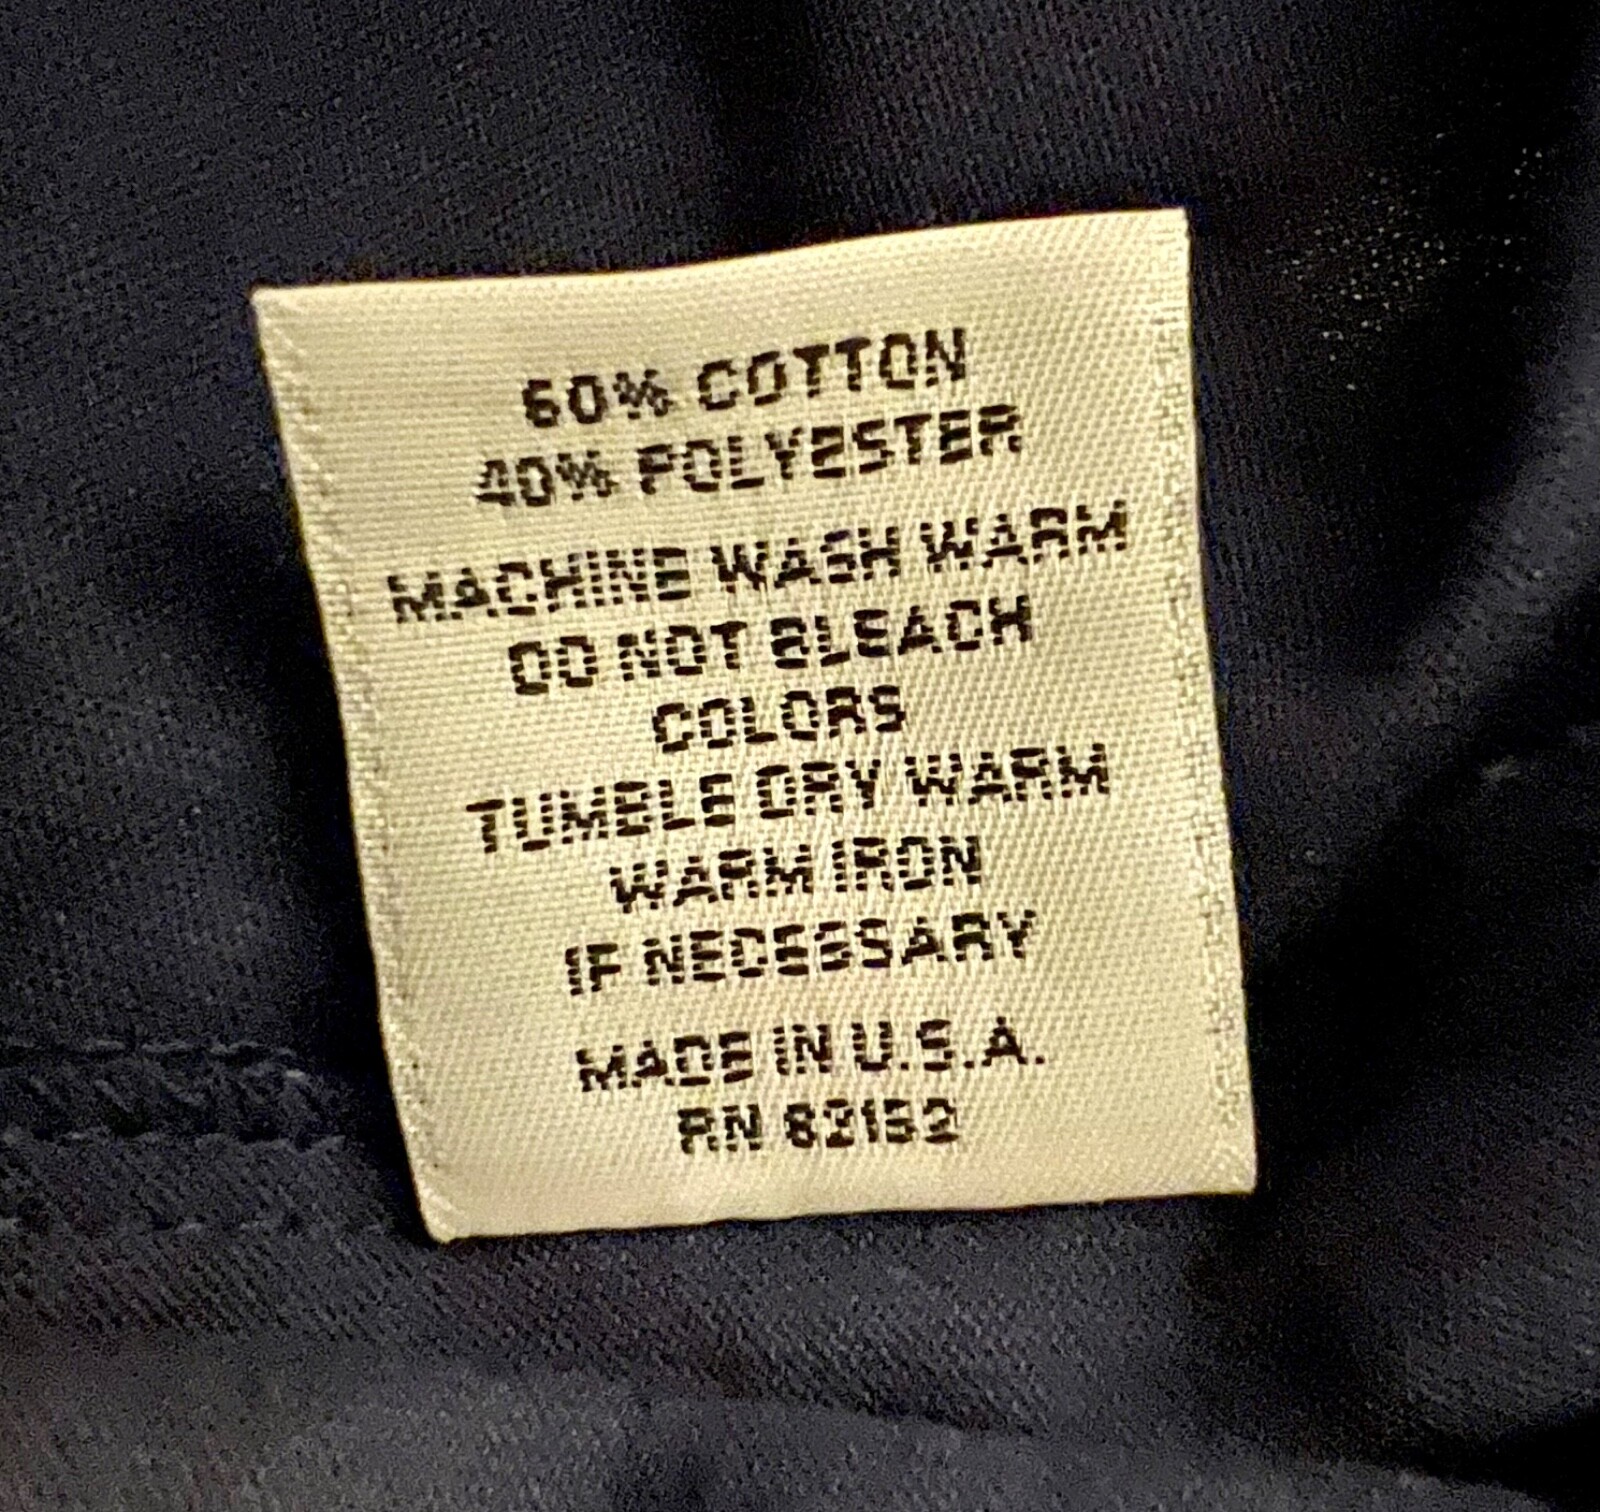 60% COTTON
40% POLYESTER
MACHINE WASH WARM
DO NOT BLEACH
COLORS
TUMBLE DRY WARM
WARM IRON
IF NECESSARY
MADE IN U.S.A.
RN 82152